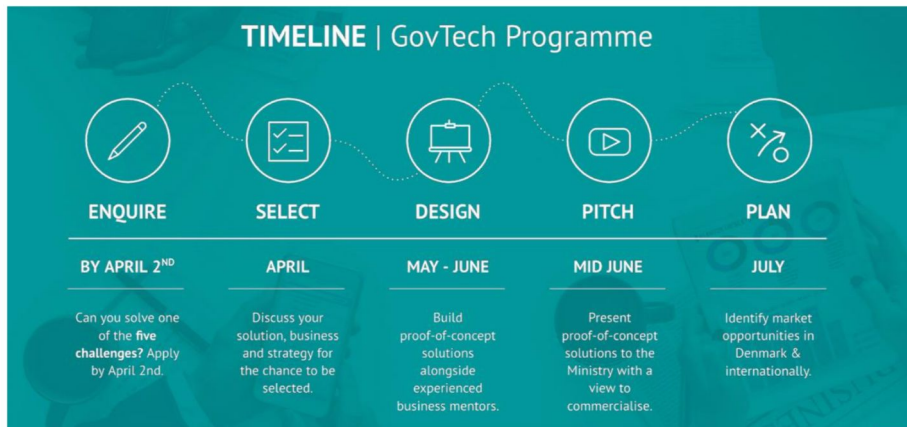 TIMELINE | GovTech Programme
ENQUIRE
SELECT
DESIGN
PITCH
PLAN
BY APRIL 2ND
APRIL
MAY - JUNE
MID JUNE
JULY
Can you solve one
of the five
challenges? Apply
by April 2nd.
Discuss your
solution, business
and strategy for
the chance to be
selected.
Build
proof-of-concept
solutions
alongside
experienced
business mentors.
Present
proof-of-concept
solutions to the
Ministry with a
view to
commercialise.
Identify market
opportunities in
Denmark &
internationally.